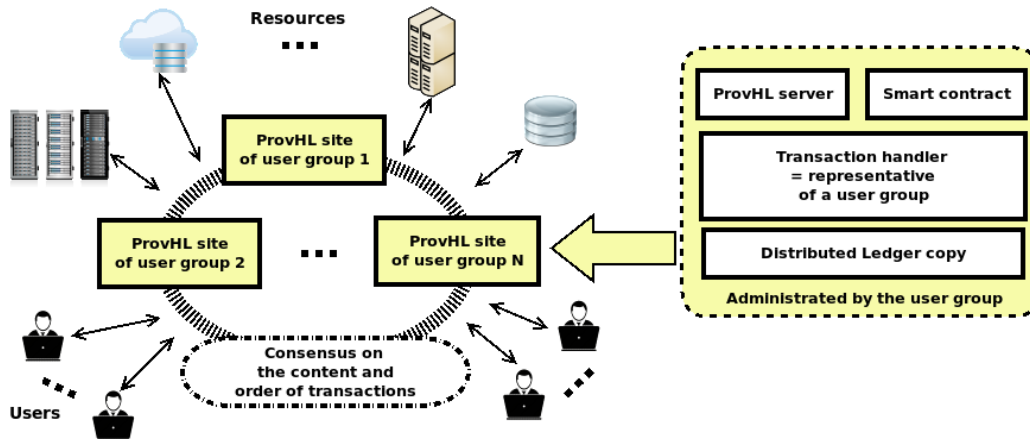 Resources
ProvHL site
of user group 1
ProvHL site
of user group 2
ProvHL site
of user group N
Consensus on
the content and
order of transactions
Users
ProvHL server
Smart contract
Transaction handler
= representative
of a user group
Distributed Ledger copy
Administrated by the user group